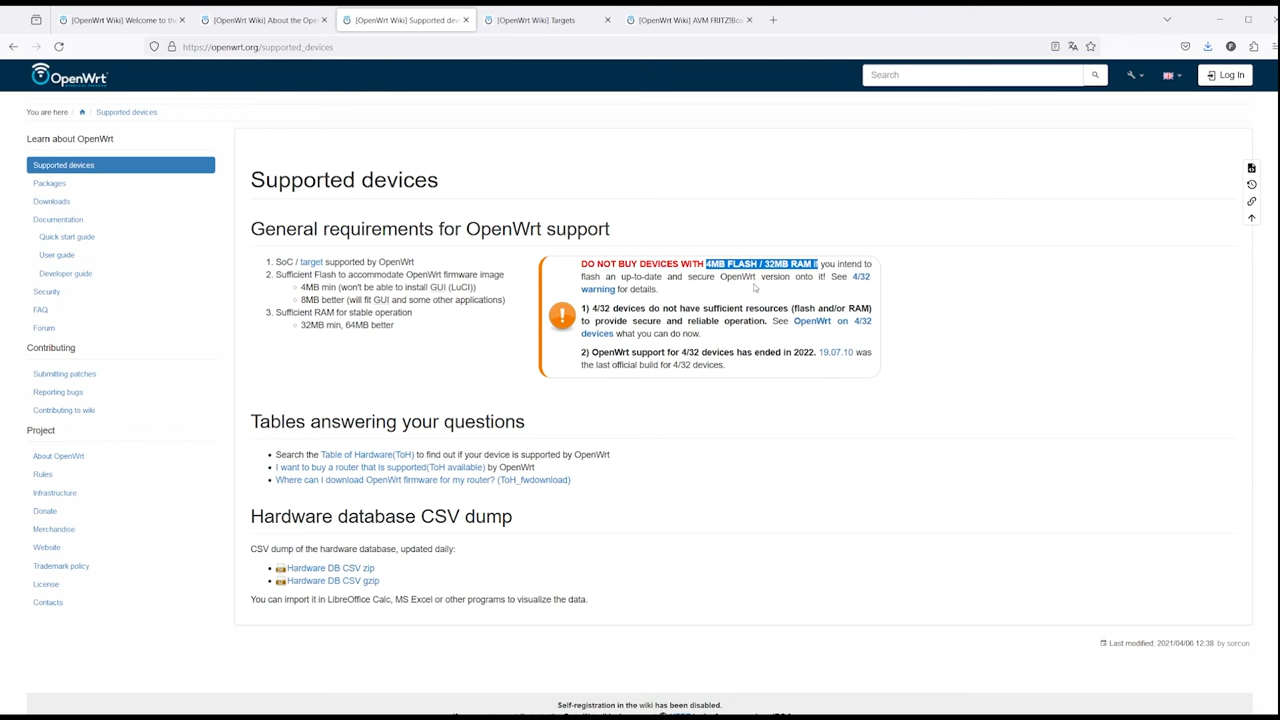 [OpenWrt Wiki] Welcome to the
[OpenWrt Wiki] About the Ope
[OpenWrt Wiki] Supported dev
[OpenWrt Wiki] Targets
[OpenWrt Wiki] AVM FRITZ!Box
https://openwrt.org/supported_devices
OpenWrt
WIRELESS FREEDOM
Search
Log In
You are here / / Supported devices
Learn about OpenWrt
Supported devices
Packages
Downloads
Documentation
Quick start guide
User guide
Developer guide
Security
FAQ
Forum
Contributing
Submitting patches
Reporting bugs
Contributing to wiki
Project
About OpenWrt
Rules
Infrastructure
Donate
Merchandise
Website
Trademark policy
License
Contacts
Supported devices
General requirements for OpenWrt support
1. SoC / target supported by OpenWrt
2. Sufficient Flash to accommodate OpenWrt firmware image
4MB min (won't be able to install GUI (LuCI))
8MB better (will fit GUI and some other applications)
3. Sufficient RAM for stable operation
32MB min, 64MB better
DO NOT BUY DEVICES WITH 4MB FLASH / 32MB RAM if you intend to
flash an up-to-date and secure OpenWrt version onto it! See 4/32
warning for details.
1) 4/32 devices do not have sufficient resources (flash and/or RAM)
to provide secure and reliable operation. See OpenWrt on 4/32
devices what you can do now.
2) OpenWrt support for 4/32 devices has ended in 2022. 19.07.10 was
the last official build for 4/32 devices.
Tables answering your questions
Search the Table of Hardware(ToH) to find out if your device is supported by OpenWrt
I want to buy a router that is supported(ToH available) by OpenWrt
Where can I download OpenWrt firmware for my router? (ToH_fwdownload)
Hardware database CSV dump
CSV dump of the hardware database, updated daily:
Hardware DB CSV zip
Hardware DB CSV gzip
You can import it in LibreOffice Calc, MS Excel or other programs to visualize the data.
Last modified: 2021/04/06 12:38 by sorcun
Self-registration in the wiki has been disabled.